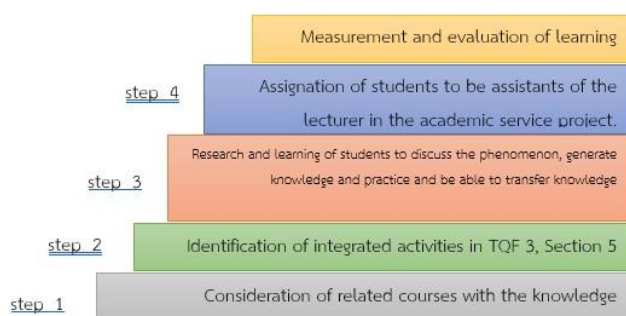 Measurement and evaluation of learning
step 4
Assignation of students to be assistants of the
lecturer in the academic service project.
Research and learning of students to discuss the phenomenon, generate
step 3
knowledge and practice and be able to transfer knowledge
step 2
Identification of integrated activities in TQF 3, Section 5
Consideration of related courses with the knowledge
step 1